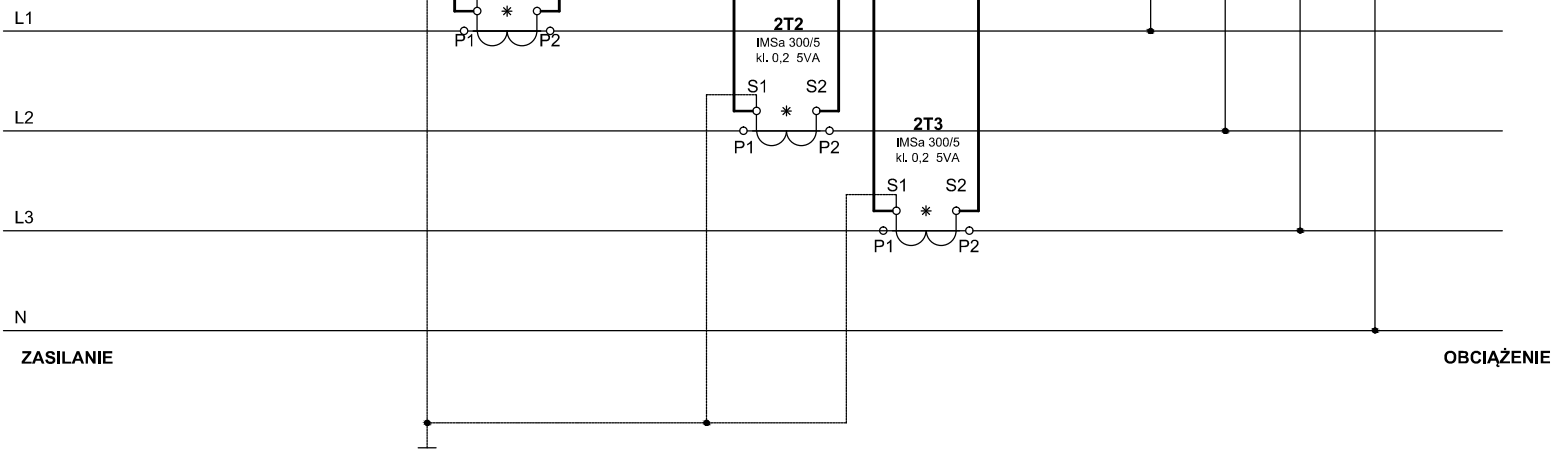 L1
P1 P2
2T2
IMSa 300/5
kl. 0,2 5VA
S1 S2
L2
P1 P2
2T3
IMSa 300/5
kl. 0,2 5VA
S1 S2
L3
P1 P2
N
ZASILANIE
OBCIĄŻENIE